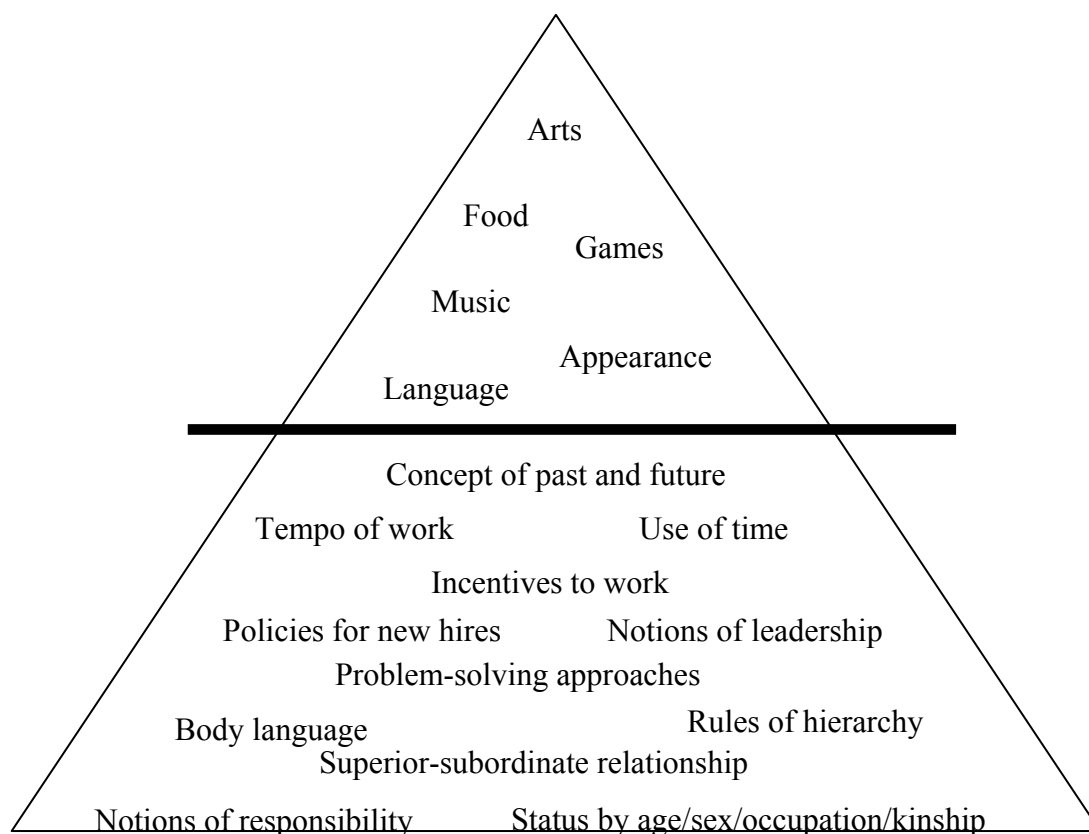 Arts
Food
Games
Music
Appearance
Language
Concept of past and future
Tempo of work
Use of time
Incentives to work
Policies for new hires
Notions of leadership
Problem-solving approaches
Body language
Rules of hierarchy
Superior-subordinate relationship
Notions of responsibility
Status by age/sex/occupation/kinship